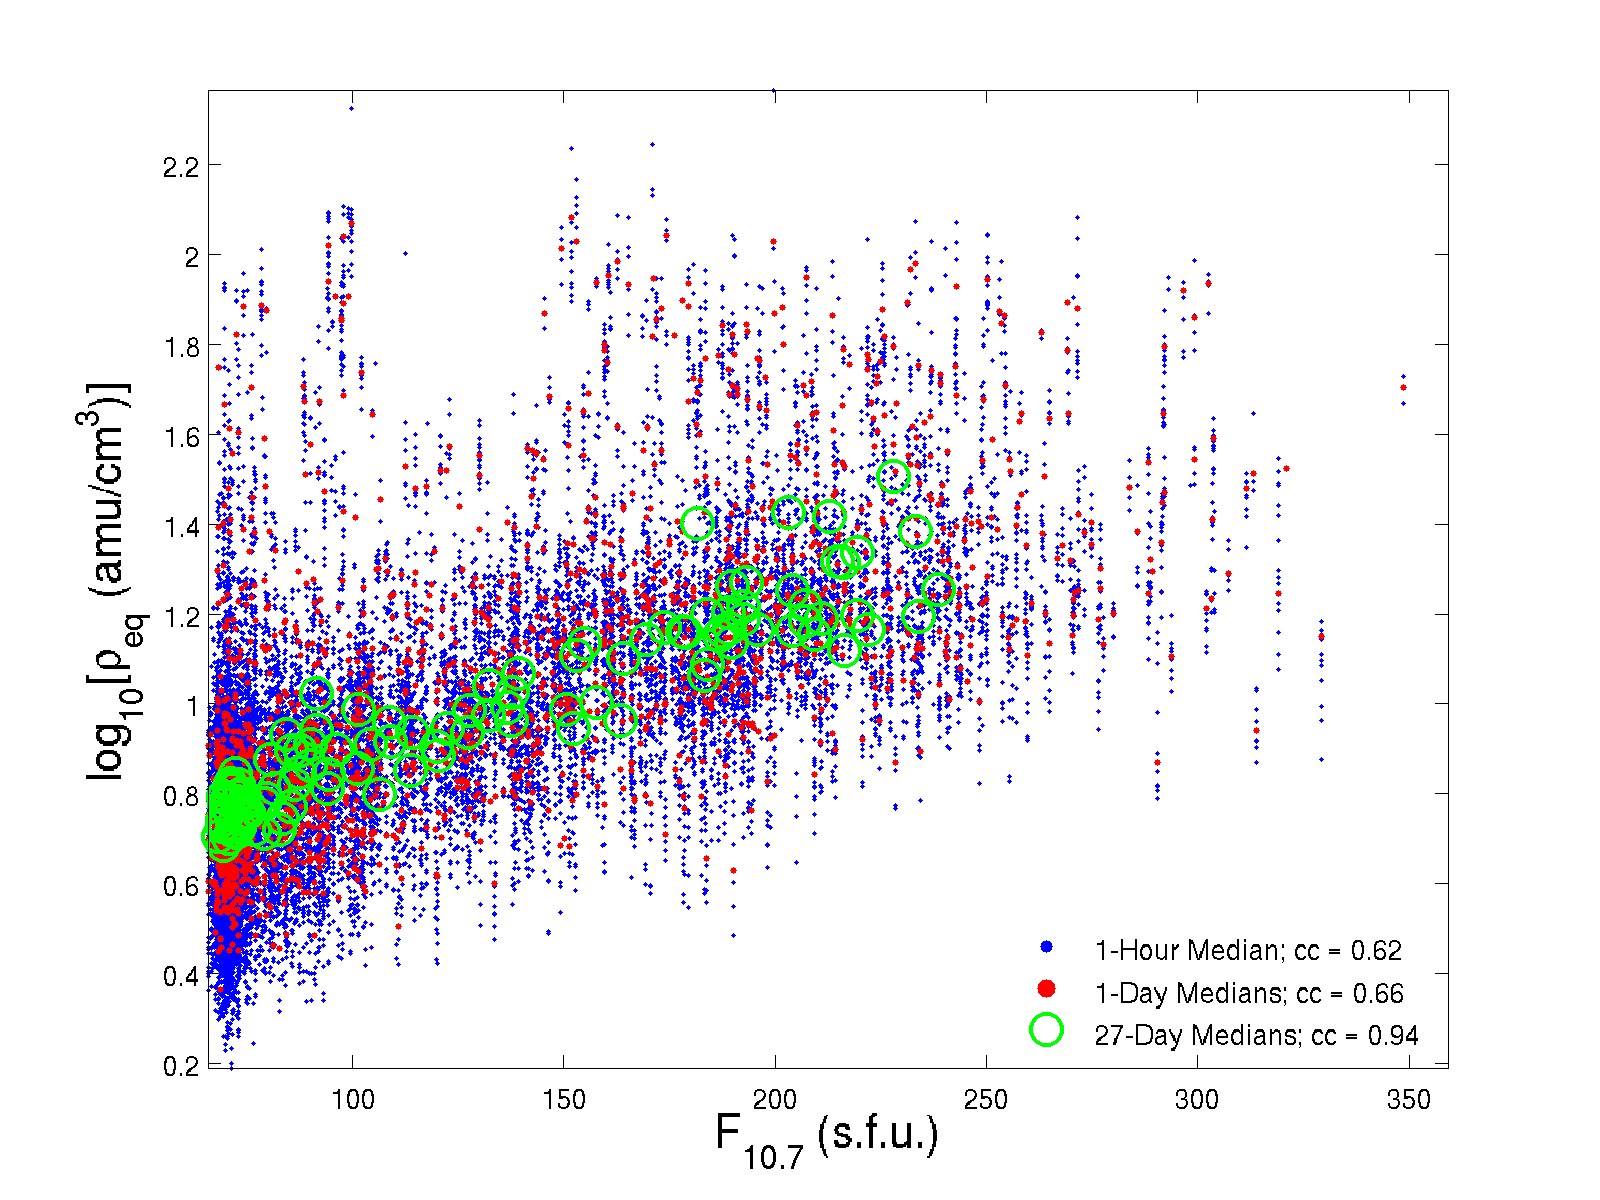 2.2
2
1.8
1.6
1.4
1.2
1
0.8
0.6
0.4
0.2
log10[ρeq (amu/cm3)]
1-Hour Median; cc = 0.62
1-Day Medians; cc = 0.66
27-Day Medians; cc = 0.94
100 150 200 250 300 350
F10.7 (s.f.u.)